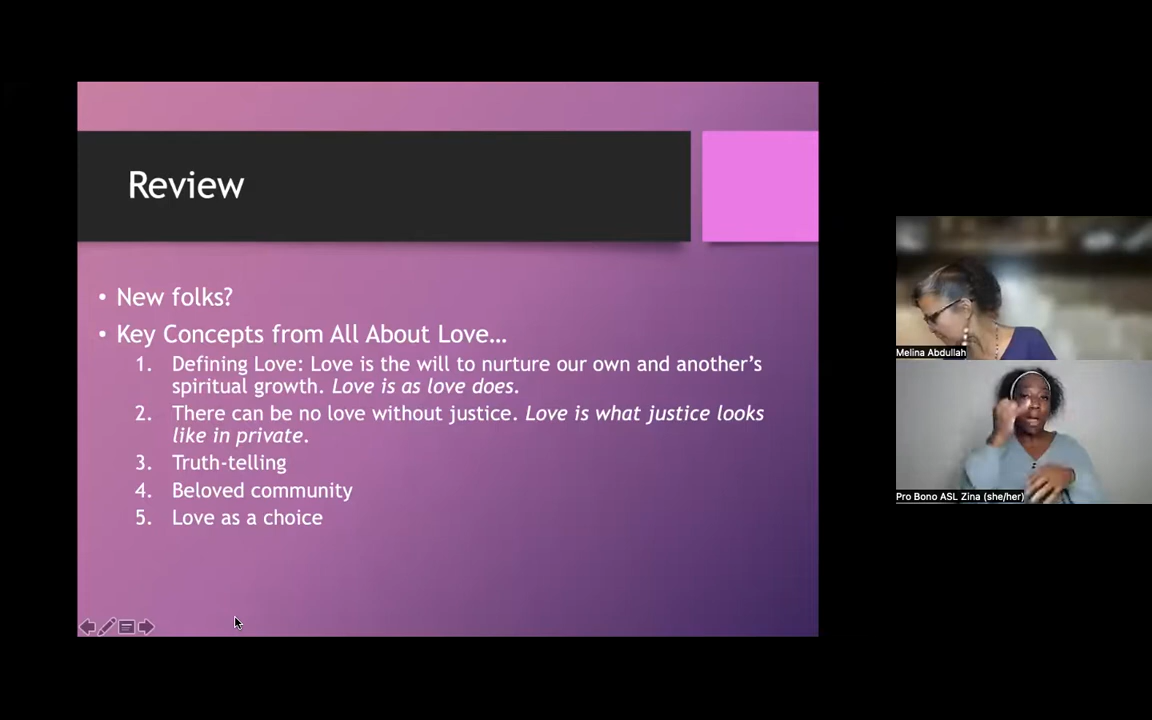 Review
• New folks?
• Key Concepts from All About Love…
1. Defining Love: Love is the will to nurture our own and another’s
spiritual growth. Love is as love does.
2. There can be no love without justice. Love is what justice looks
like in private.
3. Truth-telling
4. Beloved community
5. Love as a choice
Melina Abdullah
Pro Bono ASL Zina (she/her)